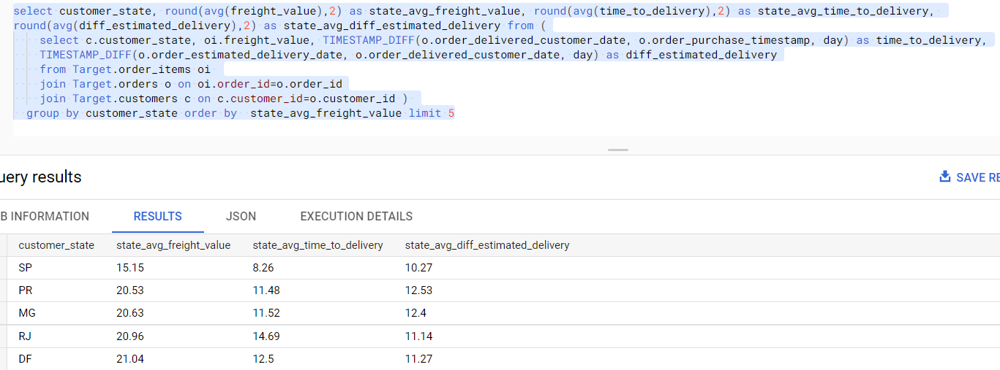 select customer_state, round(avg(freight_value),2) as state_avg_freight_value, round(avg(time_to_delivery),2) as state_avg_time_to_delivery,
round(avg(diff_estimated_delivery),2) as state_avg_diff_estimated_delivery from (
select c.customer_state, oi.freight_value, TIMESTAMP_DIFF(o.order_delivered_customer_date, o.order_purchase_timestamp, day) as time_to_delivery,
TIMESTAMP_DIFF(o.order_estimated_delivery_date, o.order_delivered_customer_date, day) as diff_estimated_delivery
from Target.order_items oi
join Target.orders o on oi.order_id=o.order_id
join Target.customers c on c.customer_id=o.customer_id )
group by customer_state order by state_avg_freight_value limit 5
uery results
SAVE RE
B INFORMATION RESULTS JSON EXECUTION DETAILS
customer_state state_avg_freight_value state_avg_time_to_delivery state_avg_diff_estimated_delivery
SP 15.15 8.26 10.27
PR 20.53 11.48 12.53
MG 20.63 11.52 12.4
RJ 20.96 14.69 11.14
DF 21.04 12.5 11.27